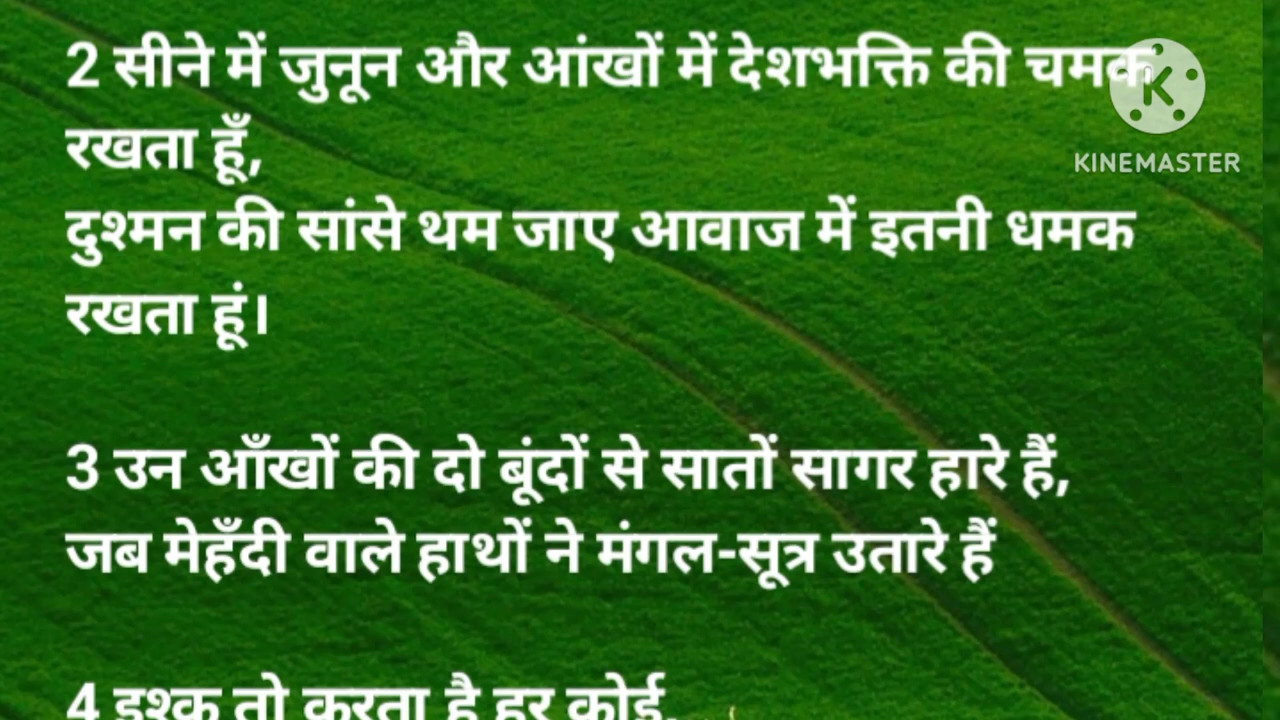 2 सीने में जुनून और आंखों में देशभक्ति की चमक
रखता हूँ,
दुश्मन की सांसे थम जाए आवाज में इतनी धमक
रखता हूं।
3 उन आँखों की दो बूंदों से सातों सागर हारे हैं,
जब मेहँदी वाले हाथों ने मंगल-सूत्र उतारे हैं
4 इश्क तो करता है हर कोई,
K
KINEMASTER